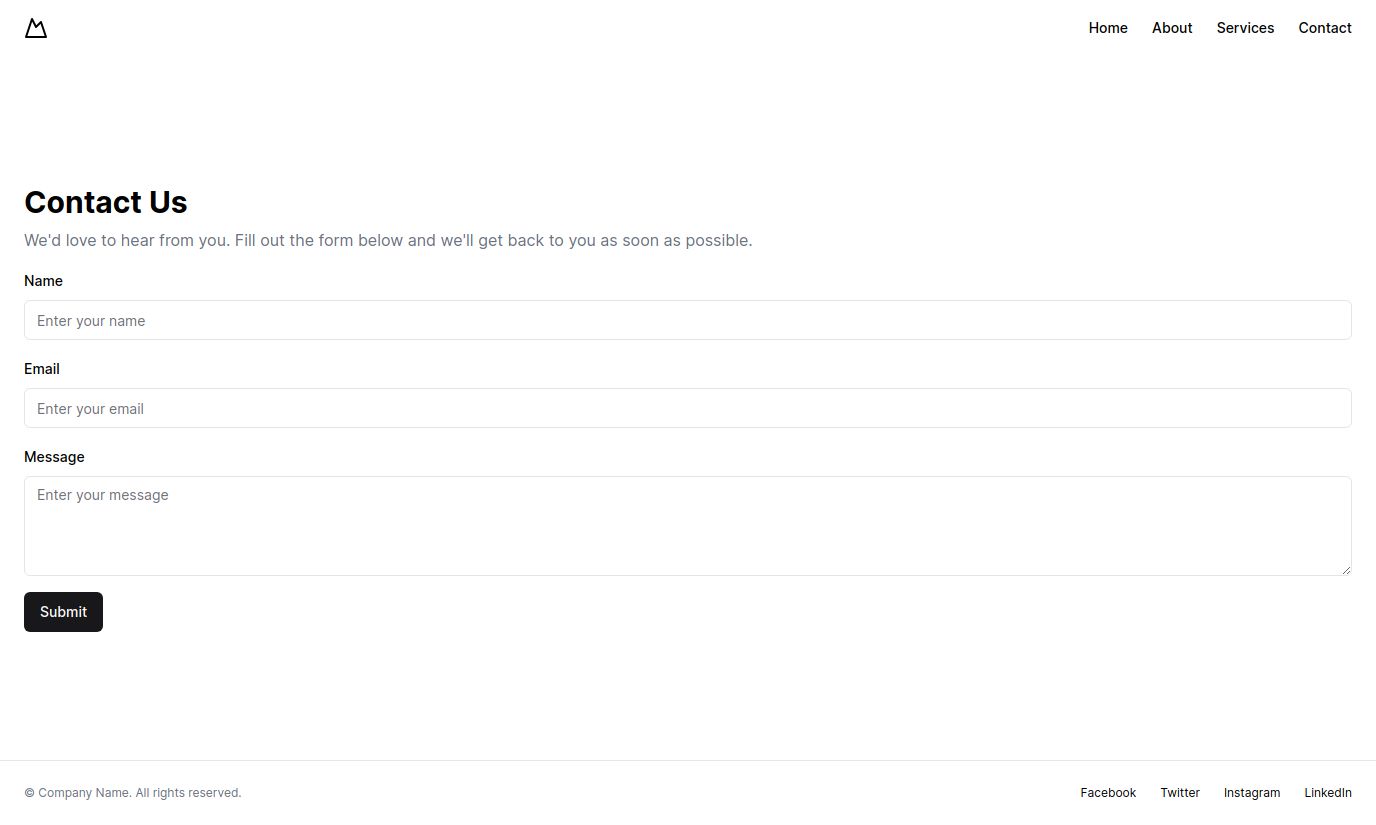 Home About Services Contact
Contact Us
We'd love to hear from you. Fill out the form below and we'll get back to you as soon as possible.
Name
Enter your name
Email
Enter your email
Message
Enter your message
Submit
© Company Name. All rights reserved. Facebook Twitter Instagram LinkedIn